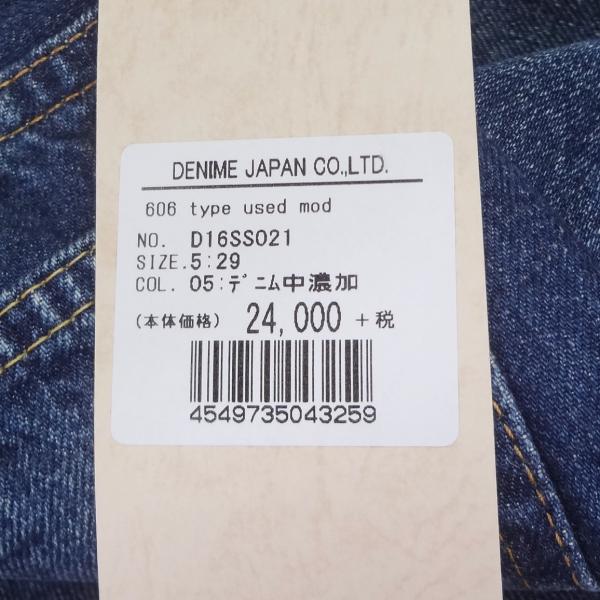 DENIME JAPAN CO.,LTD.
606 type used mod
NO. D16SS021
SIZE.5:29
COL. 05:ﾃﾞﾆﾑ中濃加
(本体価格) 24,000 +税
4549735043259